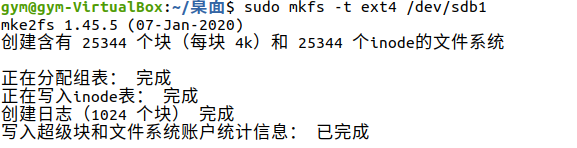 gym@gym-VirtualBox:~/桌面$ sudo mkfs -t ext4 /dev/sdb1
mke2fs 1.45.5 (07-Jan-2020)
创建含有 25344 个块（每块 4k）和 25344 个inode的文件系统
正在分配组表： 完成
正在写入inode表： 完成
创建日志（1024 个块） 完成
写入超级块和文件系统账户统计信息： 已完成